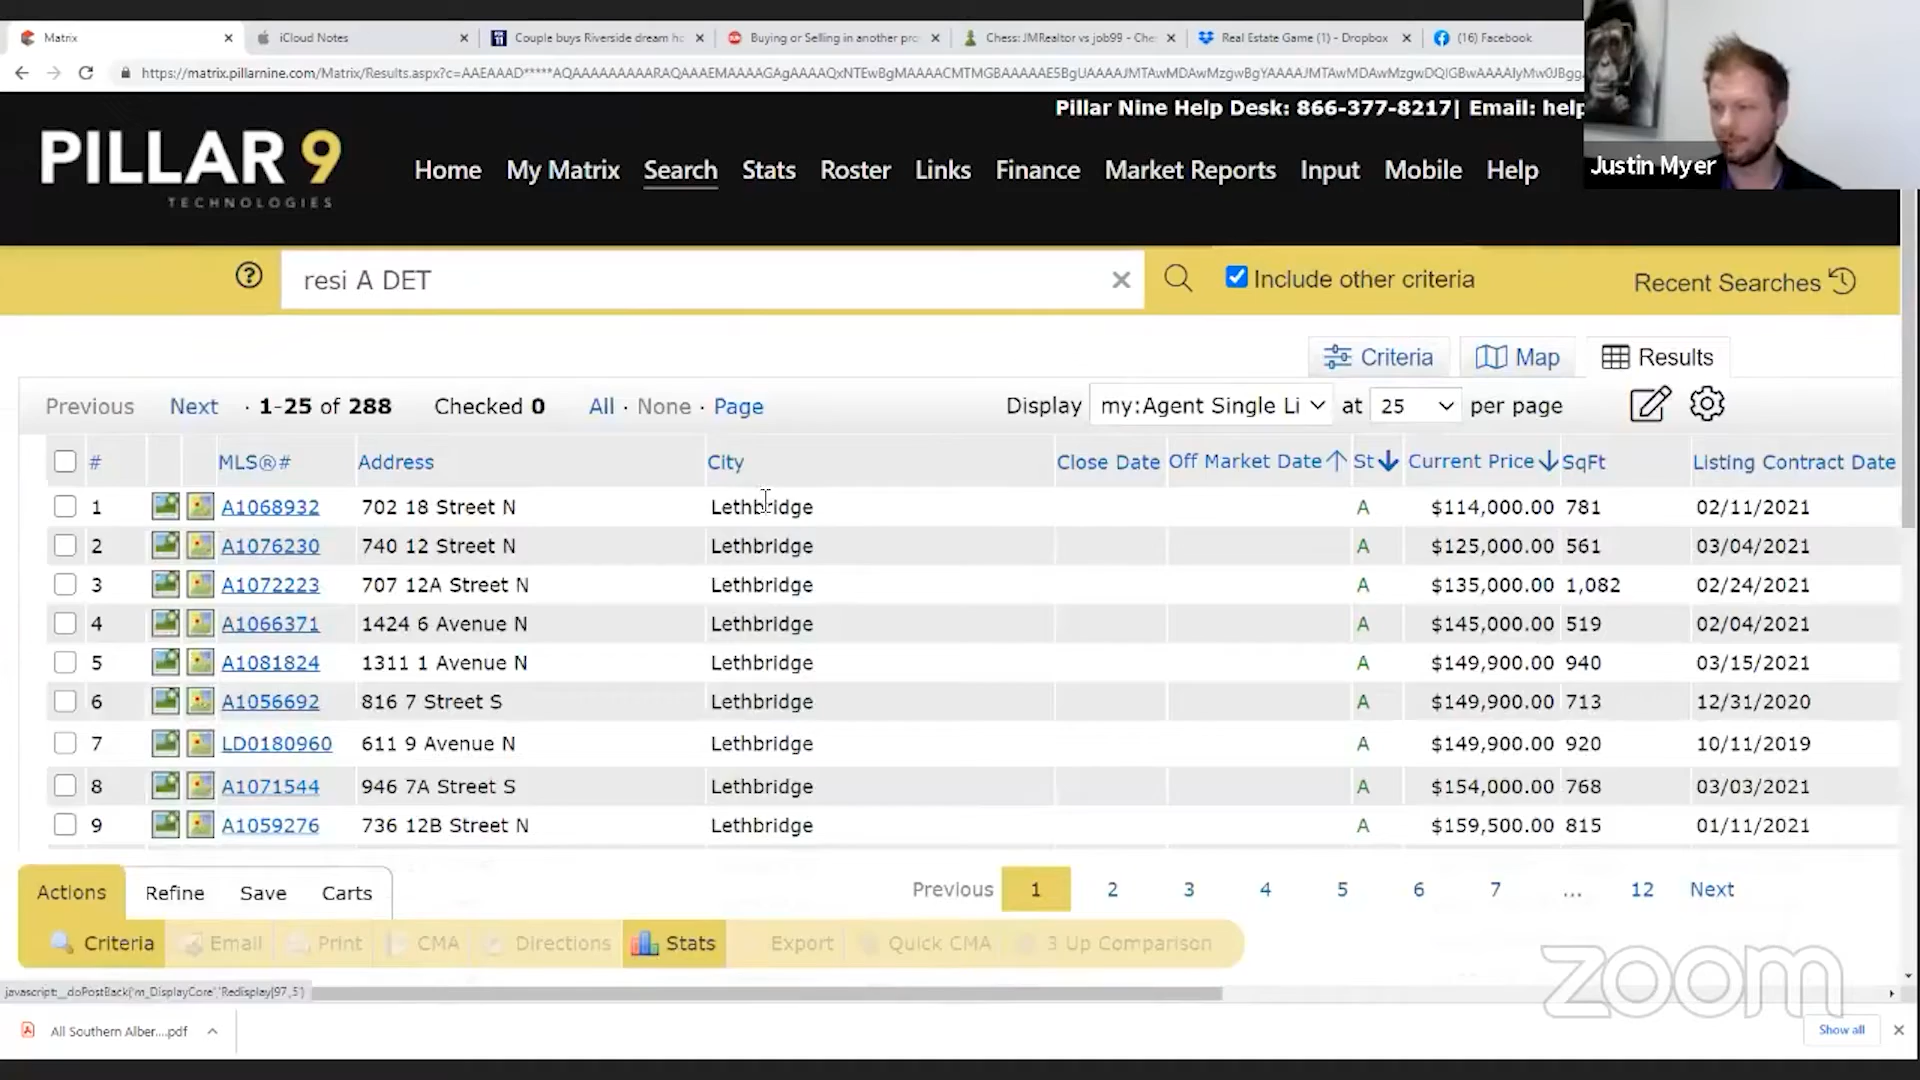 Matrix
iCloud Notes
Couple buys Riverside dream h
Buying or Selling in another pro
Chess: JMRealtor vs job99 - Che
Real Estate Game (1) - Dropbox
(16) Facebook
Pillar Nine Help Desk: 866-377-8217| Email: help
PILLAR 9
TECHNOLOGIES
Home My Matrix Search Stats Roster Links Finance Market Reports Input Mobile Help
Justin Myer
resi A DET
Include other criteria
Recent Searches
Criteria Map Results
Previous Next · 1-25 of 288 Checked 0 All · None · Page Display my:Agent Single Li at 25 per page
# MLS®# Address City Close Date Off Market Date St Current Price SqFt Listing Contract Date
1 A1068932 702 18 Street N Lethbridge A $114,000.00 781 02/11/2021
2 A1076230 740 12 Street N Lethbridge A $125,000.00 561 03/04/2021
3 A1072223 707 12A Street N Lethbridge A $135,000.00 1,082 02/24/2021
4 A1066371 1424 6 Avenue N Lethbridge A $145,000.00 519 02/04/2021
5 A1081824 1311 1 Avenue N Lethbridge A $149,900.00 940 03/15/2021
6 A1056692 816 7 Street S Lethbridge A $149,900.00 713 12/31/2020
7 LD0180960 611 9 Avenue N Lethbridge A $149,900.00 920 10/11/2019
8 A1071544 946 7A Street S Lethbridge A $154,000.00 768 03/03/2021
9 A1059276 736 12B Street N Lethbridge A $159,500.00 815 01/11/2021
Actions Refine Save Carts
Previous 1 2 3 4 5 6 7 ... 12 Next
Criteria Email Print CMA Directions Stats Export Quick CMA 3 Up Comparison
zoom
javascript:__doPostBack('m_DisplayCore','Redisplay|97,,5')
All Southern Alber....pdf
Show all